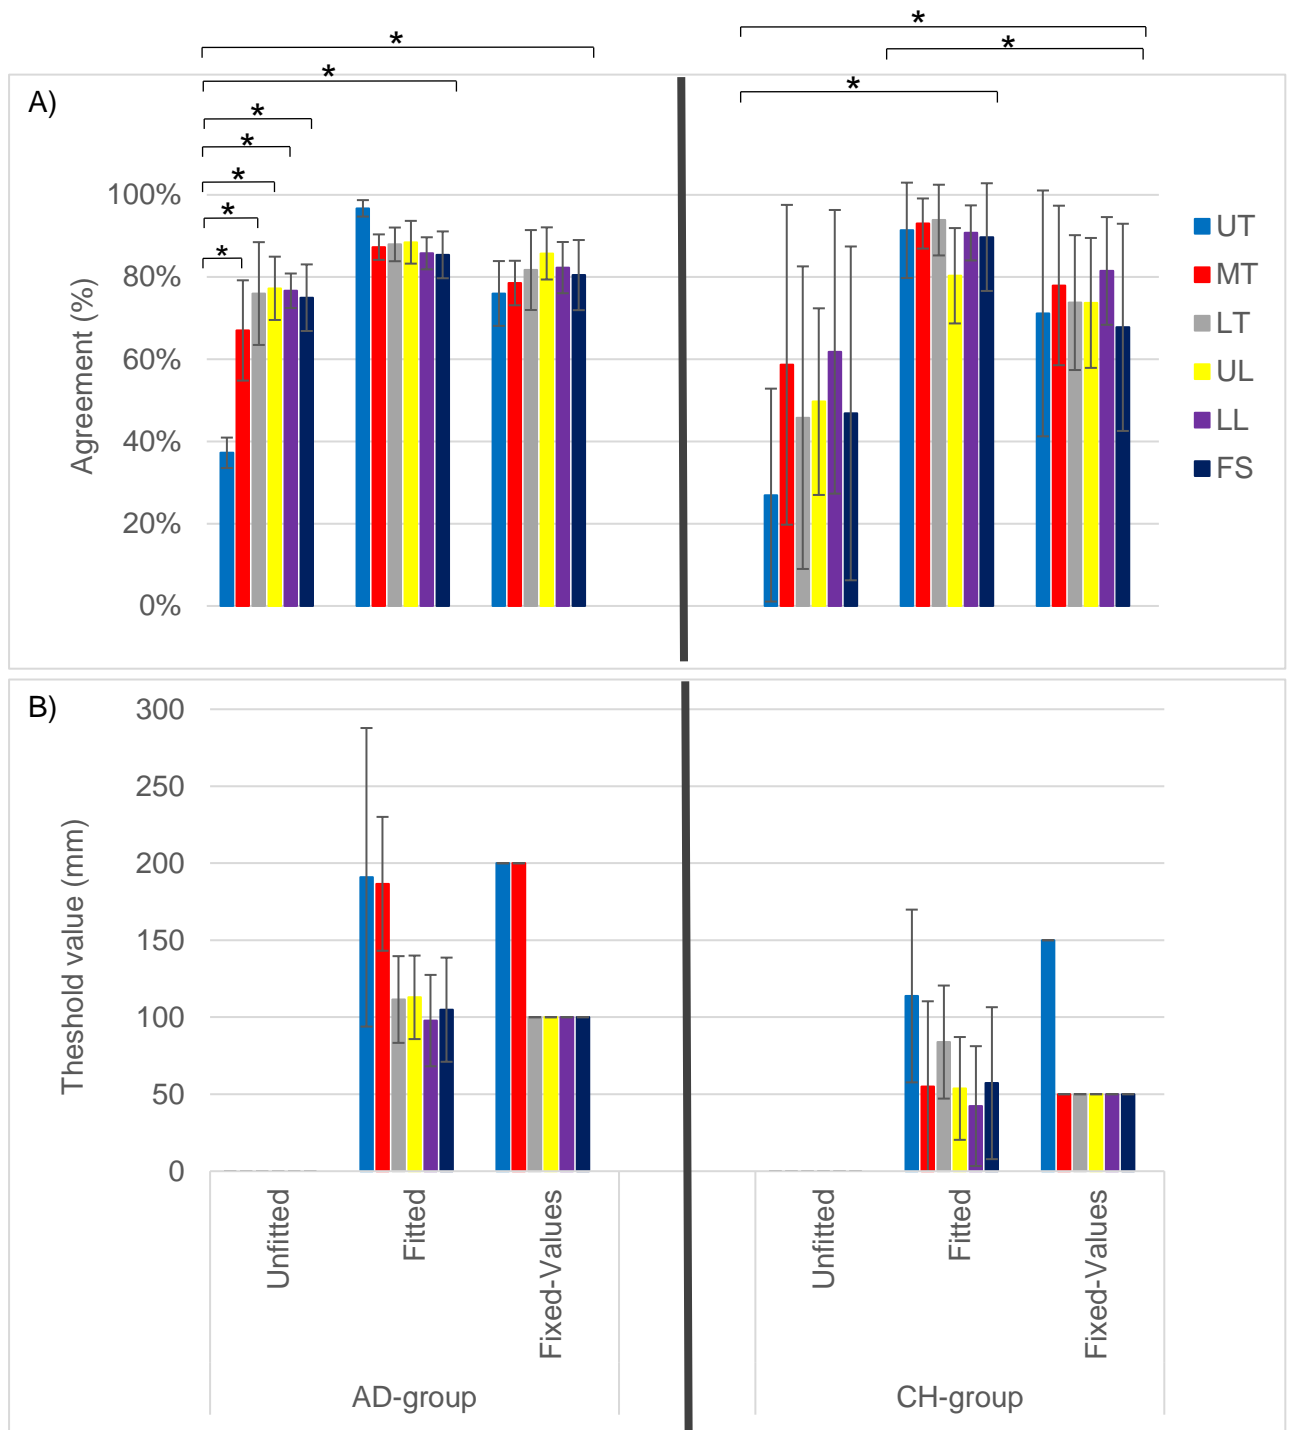 *
*
*
*
*
A)
*
*
*
*
*
*
100%
80%
60%
40%
20%
0%
Agreement (%)
UT
MT
LT
UL
LL
FS
B)
300
250
200
150
100
50
0
Theshold value (mm)
Unfitted
Fitted
Fixed-Values
Unfitted
Fitted
Fixed-Values
AD-group
CH-group